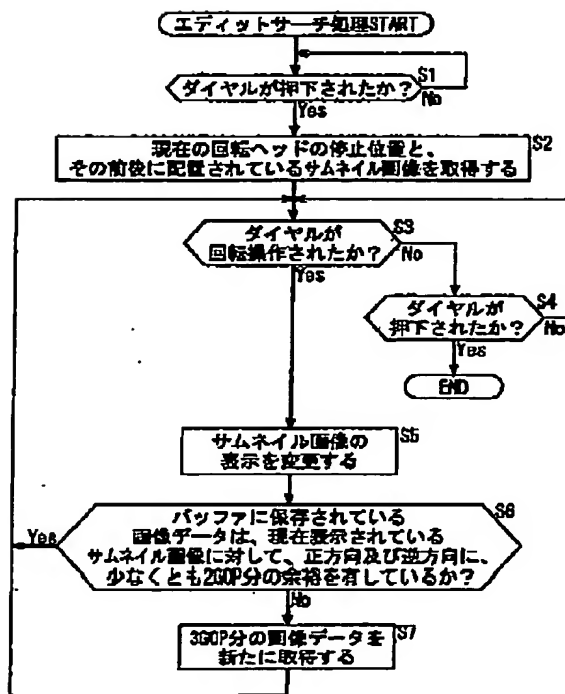 エディットサーチ処理START
S1
ダイヤルが押下されたか？
No
Yes
S2
現在の回転ヘッドの停止位置と、
その前後に配置されているサムネイル画像を取得する
S3
ダイヤルが
回転操作されたか？
No
Yes
S4
ダイヤルが
押下されたか？
No
Yes
END
S5
サムネイル画像の
表示を変更する
S6
バッファに保存されている
画像データは、現在表示されている
サムネイル画像に対して、正方向及び逆方向に、
少なくとも2GOP分の余裕を有しているか？
Yes
No
S7
3GOP分の画像データを
新たに取得する